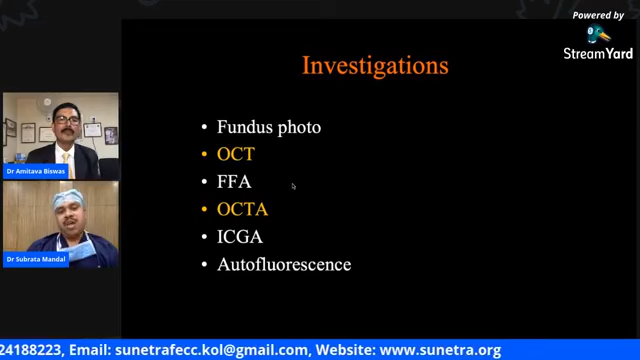 Powered by
StreamYard
Investigations
• Fundus photo
• OCT
• FFA
• OCTA
• ICGA
• Autofluorescence
Dr Amitava Biswas
Dr Subrata Mandal
24188223, Email: sunetrafecc.kol@gmail.com, Website: www.sunetra.org